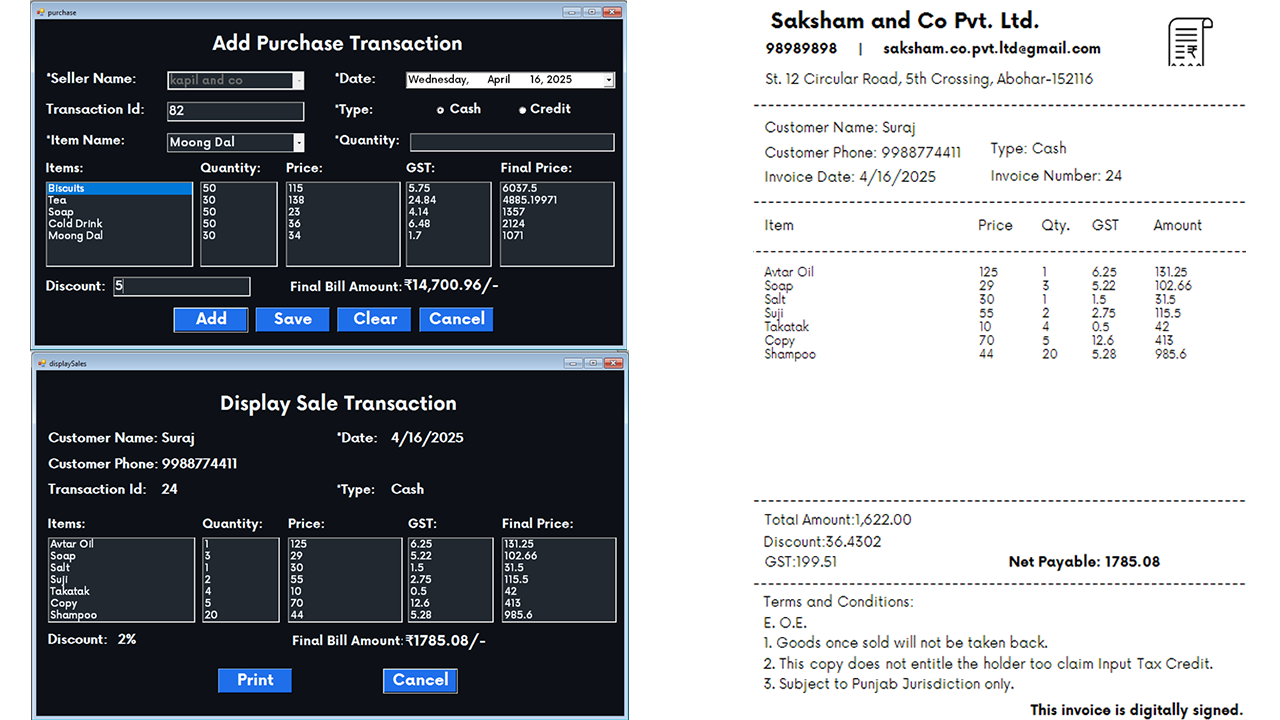 purchase
Add Purchase Transaction
*Seller Name: kapil and co *Date: Wednesday, April 16, 2025
Transaction Id: 82 *Type: Cash Credit
*Item Name: Moong Dal *Quantity:
Items: Quantity: Price: GST: Final Price:
Biscuits 50 115 5.75 6037.5
Tea 30 138 24.84 4885.19971
Soap 50 23 4.14 1357
Cold Drink 50 36 6.48 2124
Moong Dal 30 34 1.7 1071
Discount: 5 Final Bill Amount: ₹14,700.96/-
Add Save Clear Cancel
displaySales
Display Sale Transaction
Customer Name: Suraj *Date: 4/16/2025
Customer Phone: 9988774411
Transaction Id: 24 *Type: Cash
Items: Quantity: Price: GST: Final Price:
Avtar Oil 1 125 6.25 131.25
Soap 3 29 5.22 102.66
Salt 1 30 1.5 31.5
Suji 2 55 2.75 115.5
Takatak 4 10 0.5 42
Copy 5 70 12.6 413
Shampoo 20 44 5.28 985.6
Discount: 2% Final Bill Amount: ₹1785.08/-
Print Cancel
Saksham and Co Pvt. Ltd.
98989898 | saksham.co.pvt.ltd@gmail.com
St. 12 Circular Road, 5th Crossing, Abohar-152116
Customer Name: Suraj
Customer Phone: 9988774411 Type: Cash
Invoice Date: 4/16/2025 Invoice Number: 24
Item Price Qty. GST Amount
Avtar Oil 125 1 6.25 131.25
Soap 29 3 5.22 102.66
Salt 30 1 1.5 31.5
Suji 55 2 2.75 115.5
Takatak 10 4 0.5 42
Copy 70 5 12.6 413
Shampoo 44 20 5.28 985.6
Total Amount:1,622.00
Discount:36.4302
GST:199.51 Net Payable: 1785.08
Terms and Conditions:
E. O.E.
1. Goods once sold will not be taken back.
2. This copy does not entitle the holder too claim Input Tax Credit.
3. Subject to Punjab Jurisdiction only.
This invoice is digitally signed.